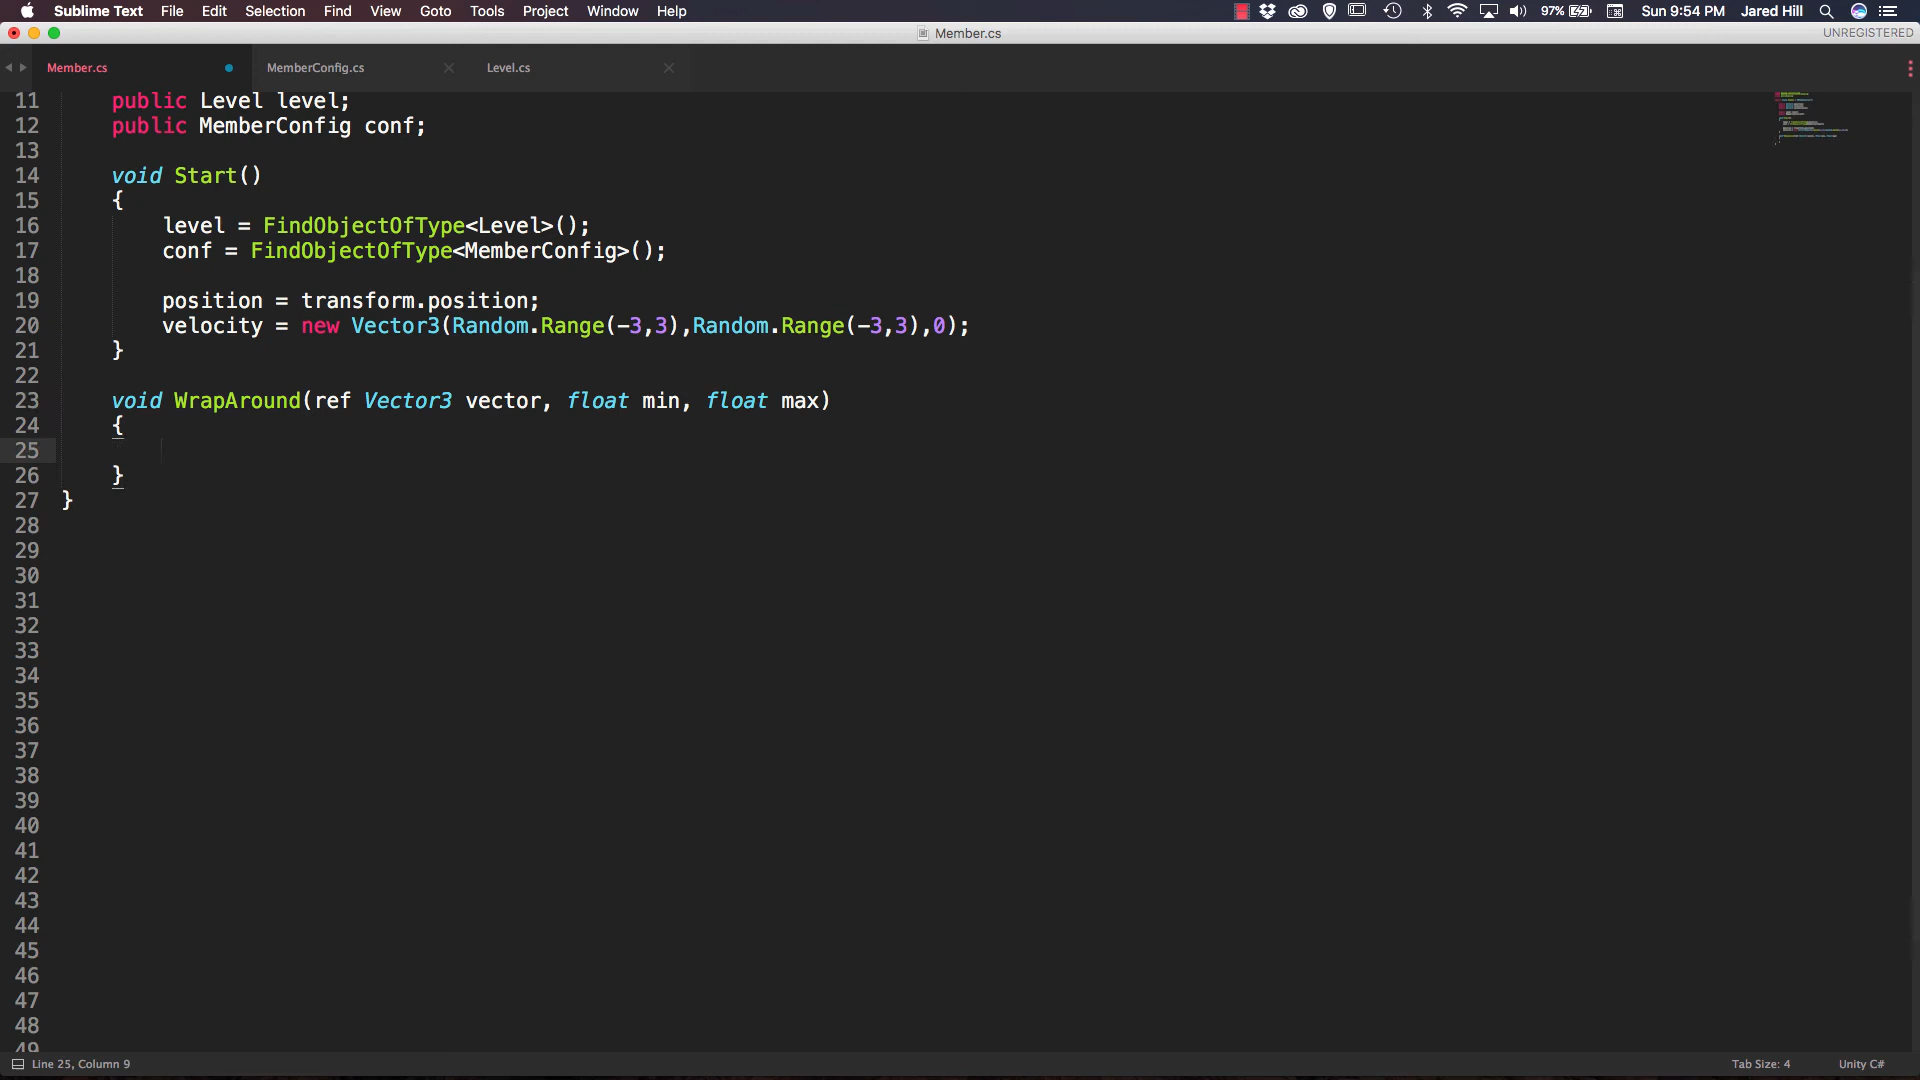 Sublime Text File Edit Selection Find View Goto Tools Project Window Help 97% Sun 9:54 PM Jared Hill
Member.cs UNREGISTERED
Member.cs MemberConfig.cs Level.cs
11 public Level level;
12 public MemberConfig conf;
13
14 void Start()
15 {
16 level = FindObjectOfType<Level>();
17 conf = FindObjectOfType<MemberConfig>();
18
19 position = transform.position;
20 velocity = new Vector3(Random.Range(-3,3),Random.Range(-3,3),0);
21 }
22
23 void WrapAround(ref Vector3 vector, float min, float max)
24 {
25
26 }
27 }
28
29
30
31
32
33
34
35
36
37
38
39
40
41
42
43
44
45
46
47
48
49
Line 25, Column 9 Tab Size: 4 Unity C#